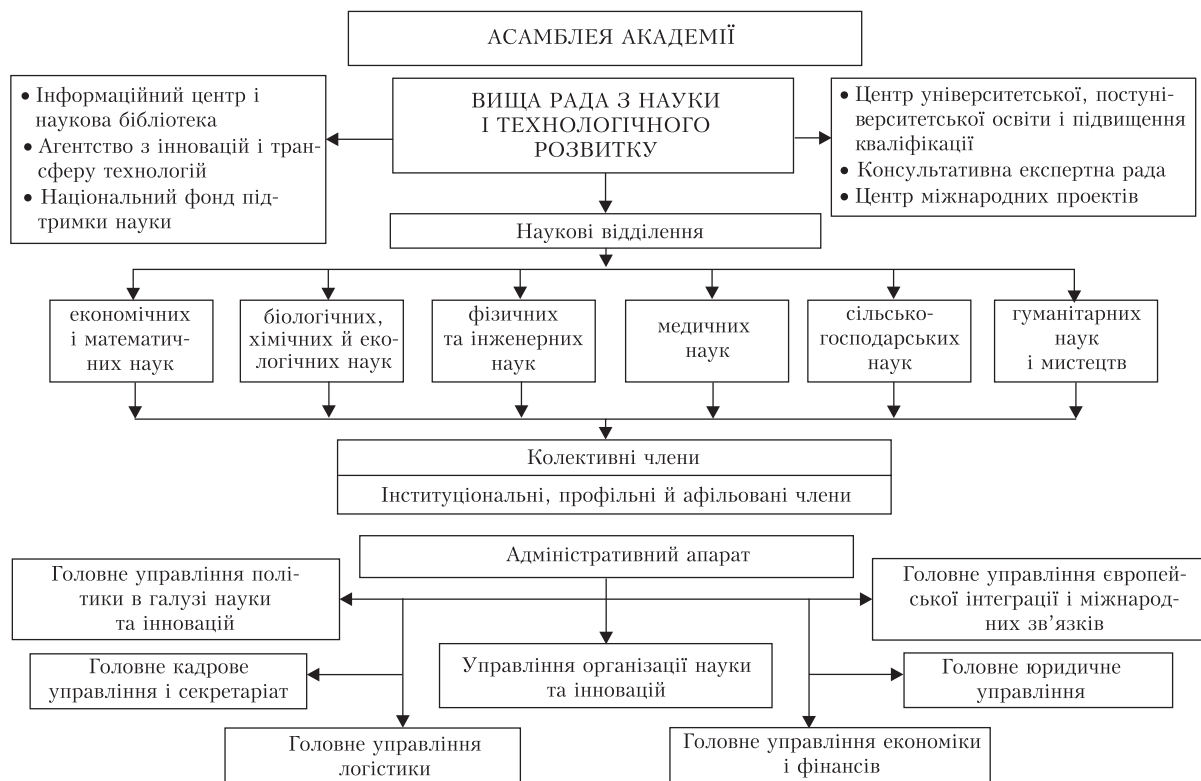 АСАМБЛЕЯ АКАДЕМІЇ
• Інформаційний центр і
наукова бібліотека
• Агентство з інновацій і тран-
сферу технологій
• Національний фонд під-
тримки науки
ВИЩА РАДА З НАУКИ
І ТЕХНОЛОГІЧНОГО
РОЗВИТКУ
• Центр університетської, постуні-
верситетської освіти і підвищення
кваліфікації
• Консультативна експертна рада
• Центр міжнародних проектів
Наукові відділення
економічних
і математич-
них наук
біологічних,
хімічних й еко-
логічних наук
фізичних
та інженерних
наук
медичних
наук
сільсько-
господарських
наук
гуманітарних
наук
і мистецтв
Колективні члени
Інституціональні, профільні й афільовані члени
Адміністративний апарат
Головне управління полі-
тики в галузі науки
та інновацій
Головне управління європей-
ської інтеграції і міжнарод-
них зв’язків
Головне кадрове
управління і секретаріат
Управління організації науки
та інновацій
Головне юридичне
управління
Головне управління
логістики
Головне управління економіки
і фінансів